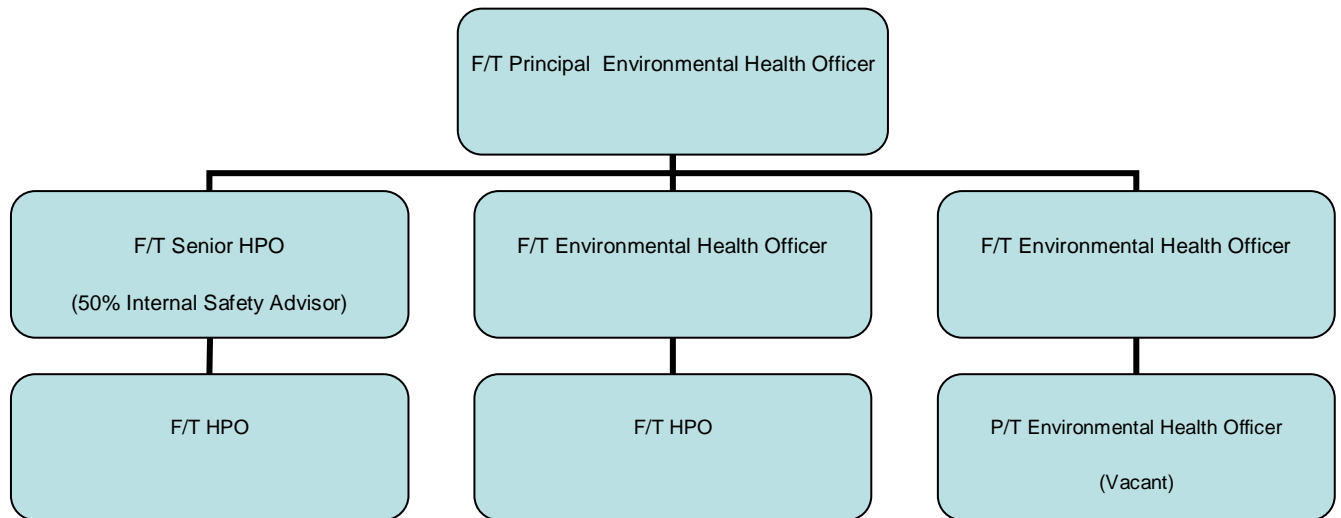 F/T Principal Environmental Health Officer
F/T Senior HPO
(50% Internal Safety Advisor)
F/T Environmental Health Officer
F/T Environmental Health Officer
F/T HPO
F/T HPO
P/T Environmental Health Officer
(Vacant)